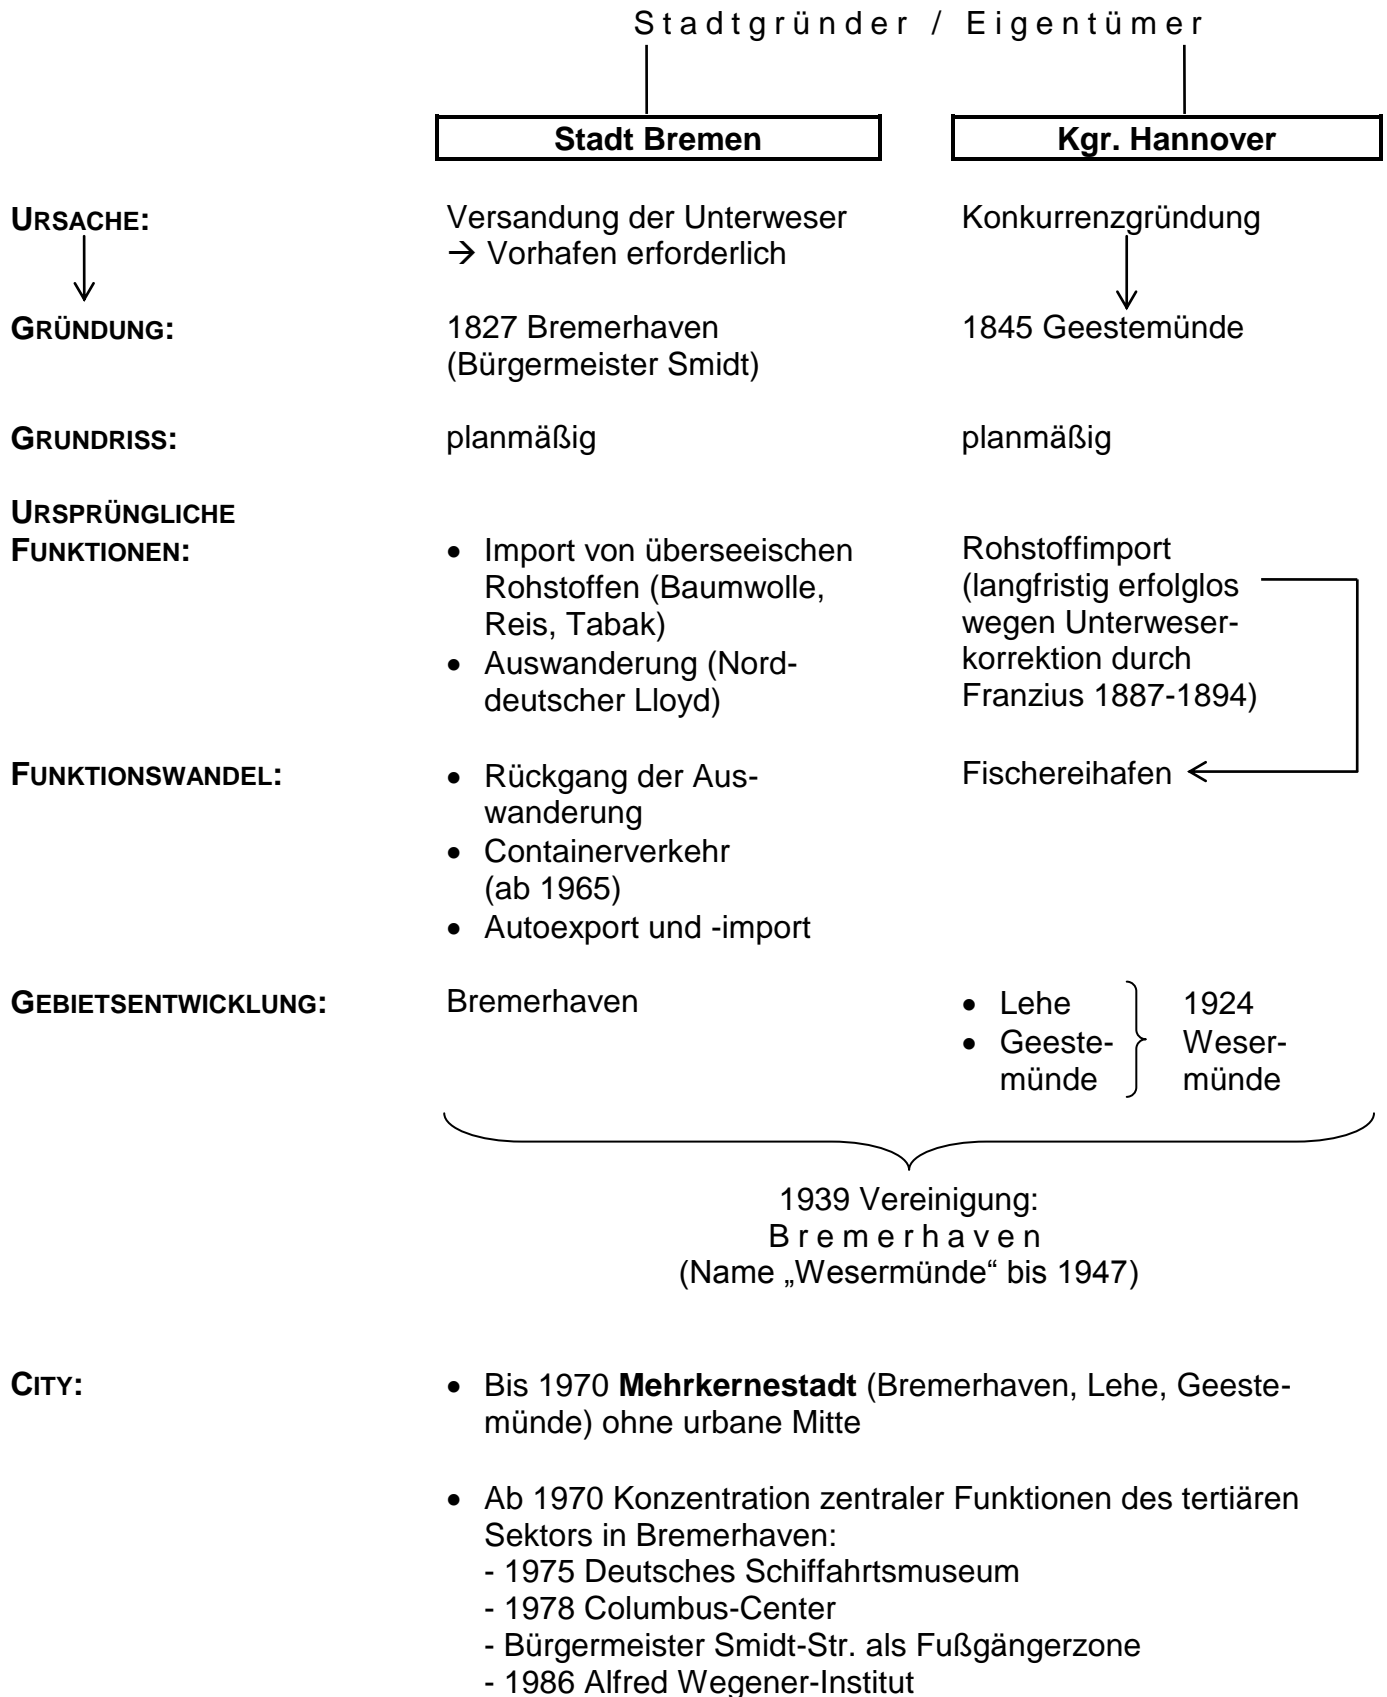 Stadtgründer / Eigentümer
Stadt Bremen Kgr. Hannover
URSACHE: Versandung der Unterweser Konkurrenzgründung
→ Vorhafen erforderlich
GRÜNDUNG: 1827 Bremerhaven 1845 Geestemünde
(Bürgermeister Smidt)
GRUNDRISS: planmäßig planmäßig
URSPRÜNGLICHE
FUNKTIONEN: • Import von überseeischen Rohstoffimport
Rohstoffen (Baumwolle, (langfristig erfolglos
Reis, Tabak) wegen Unterweser-
• Auswanderung (Nord- korrektion durch
deutscher Lloyd) Franzius 1887-1894)
FUNKTIONSWANDEL: • Rückgang der Aus- Fischereihafen
wanderung
• Containerverkehr
(ab 1965)
• Autoexport und -import
GEBIETSENTWICKLUNG: Bremerhaven • Lehe 1924
• Geeste- Weser-
münde münde
1939 Vereinigung:
Bremerhaven
(Name „Wesermünde“ bis 1947)
CITY: • Bis 1970 Mehrkernestadt (Bremerhaven, Lehe, Geeste-
münde) ohne urbane Mitte
• Ab 1970 Konzentration zentraler Funktionen des tertiären
Sektors in Bremerhaven:
- 1975 Deutsches Schiffahrtsmuseum
- 1978 Columbus-Center
- Bürgermeister Smidt-Str. als Fußgängerzone
- 1986 Alfred Wegener-Institut